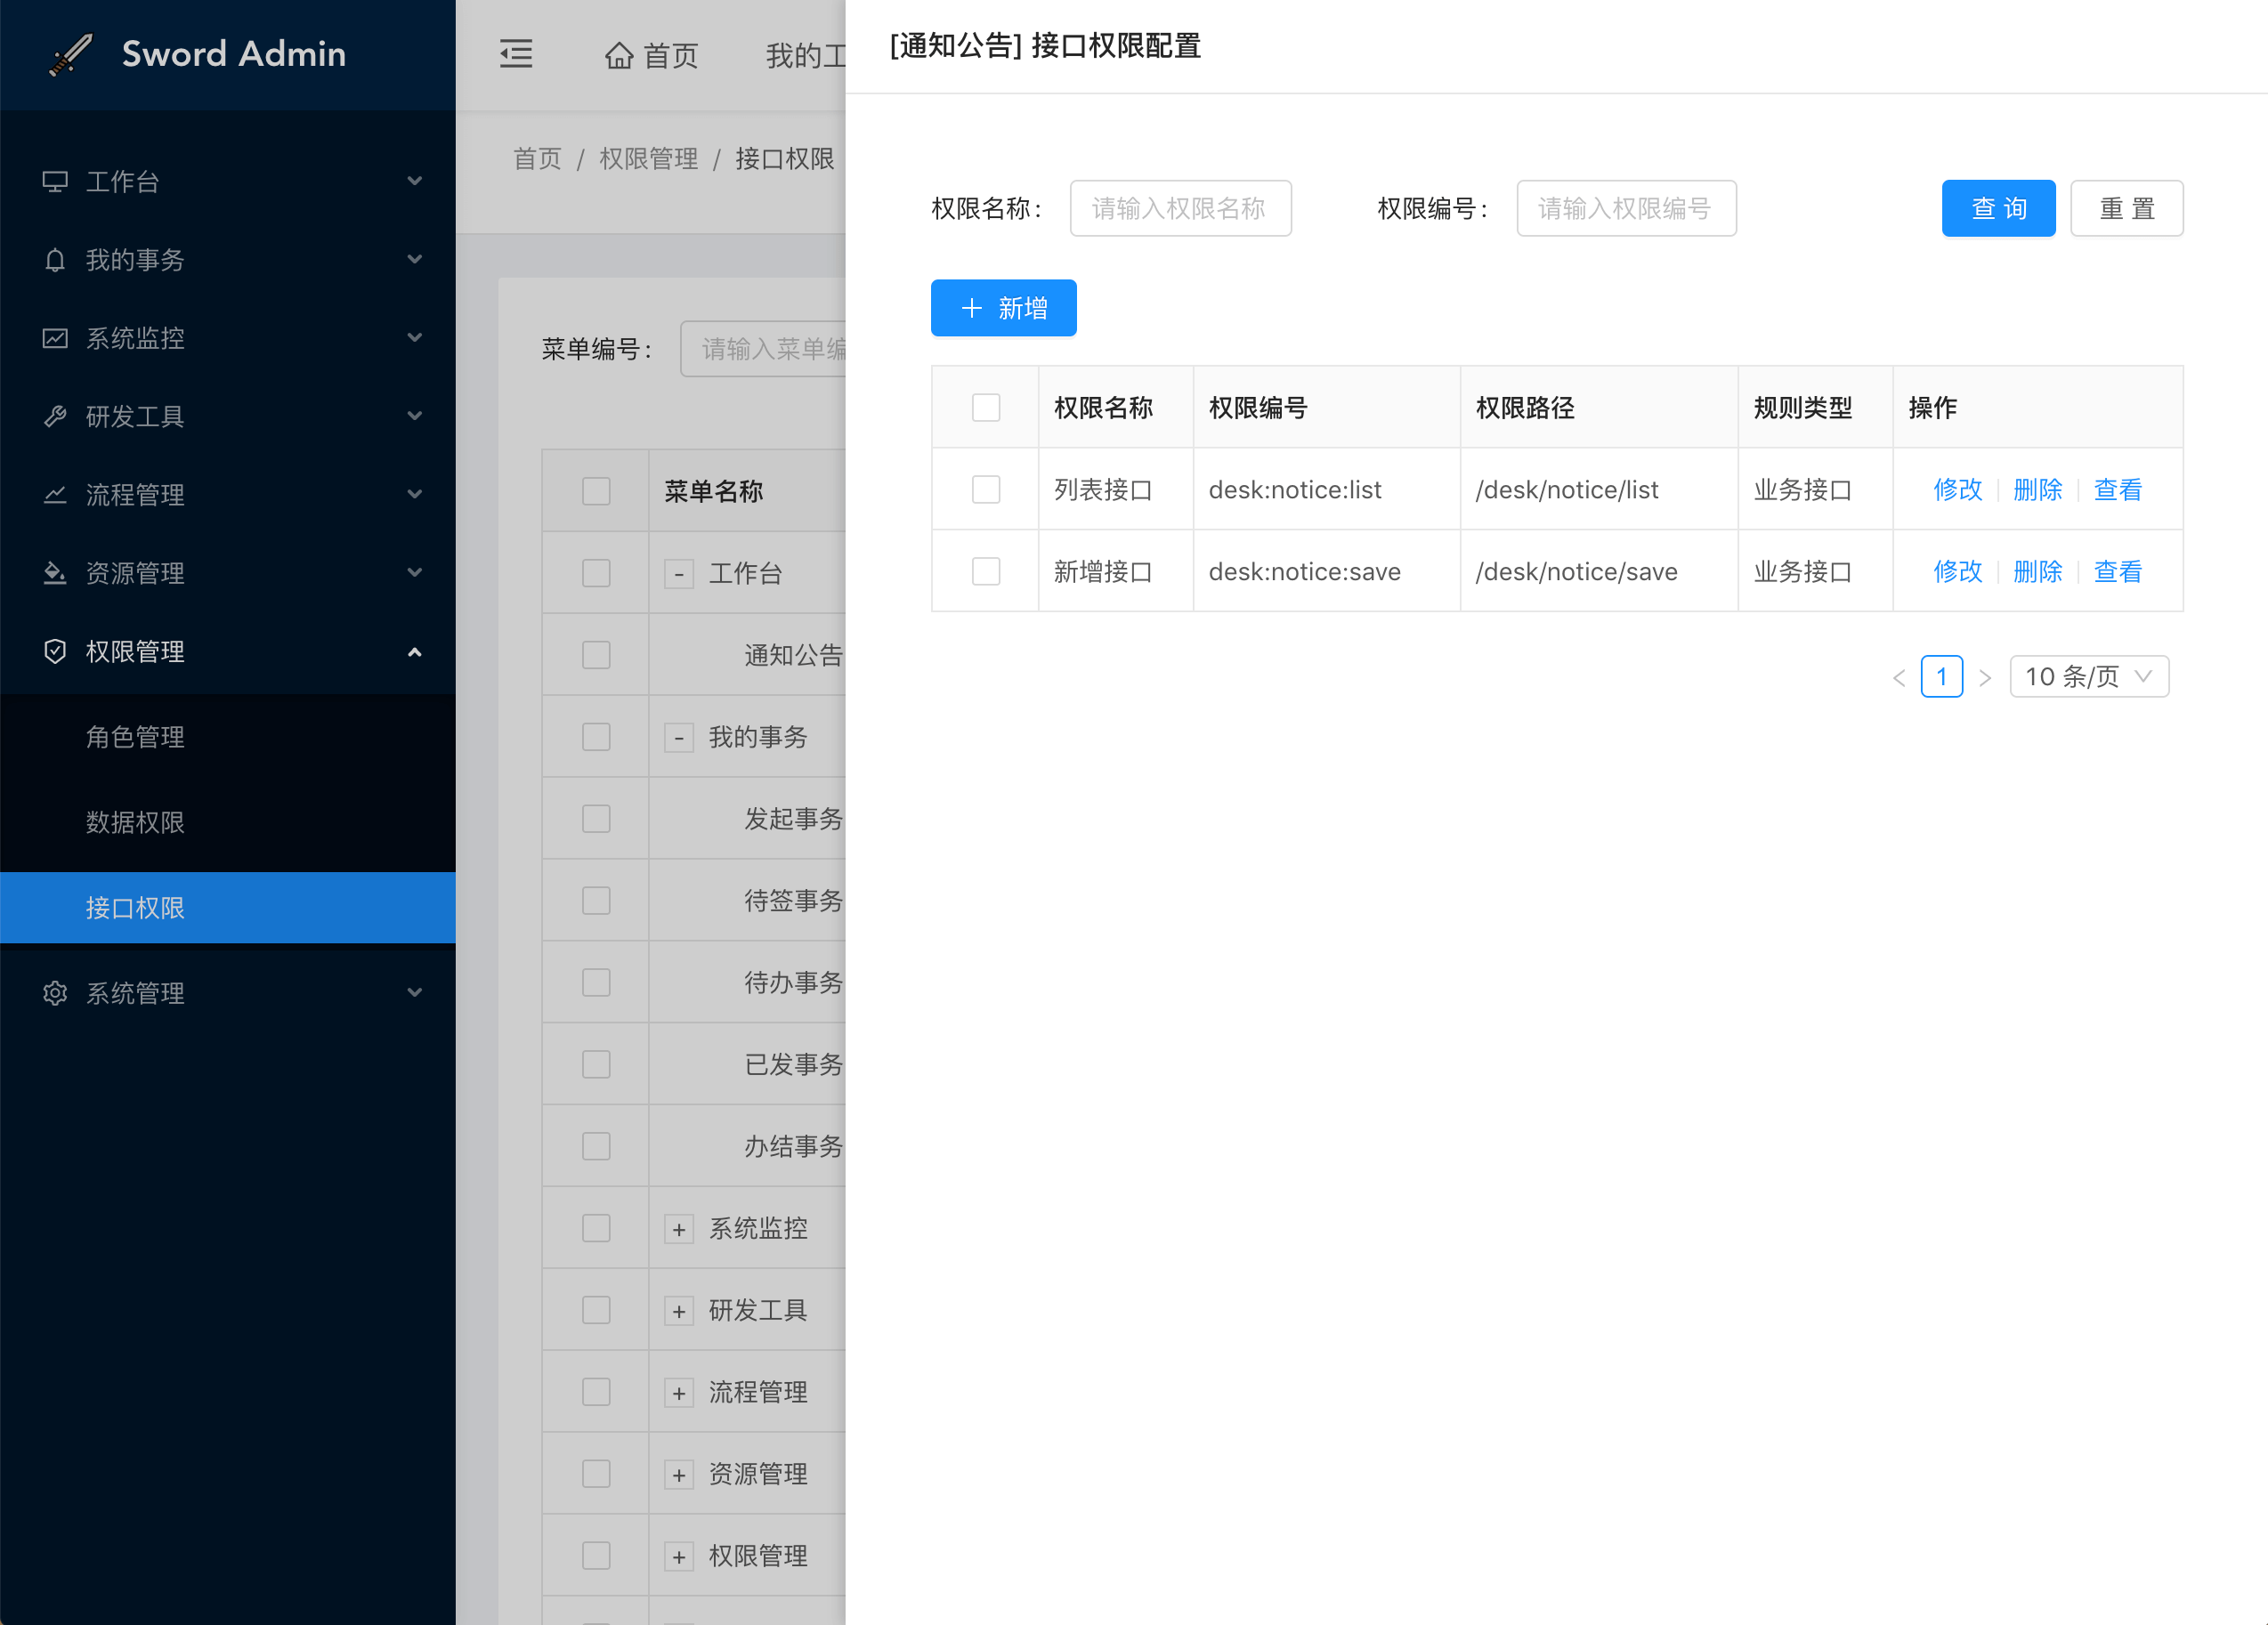 Sword Admin
工作台
我的事务
系统监控
研发工具
流程管理
资源管理
权限管理
角色管理
数据权限
接口权限
系统管理
首页 我的工
首页 / 权限管理 / 接口权限
菜单编号: 请输入菜单编
菜单名称
- 工作台
通知公告
- 我的事务
发起事务
待签事务
待办事务
已发事务
办结事务
+ 系统监控
+ 研发工具
+ 流程管理
+ 资源管理
+ 权限管理
[通知公告] 接口权限配置
权限名称: 请输入权限名称 权限编号: 请输入权限编号 查 询 重 置
+ 新增
权限名称 权限编号 权限路径 规则类型 操作
列表接口 desk:notice:list /desk/notice/list 业务接口 修改 删除 查看
新增接口 desk:notice:save /desk/notice/save 业务接口 修改 删除 查看
< 1 > 10 条/页